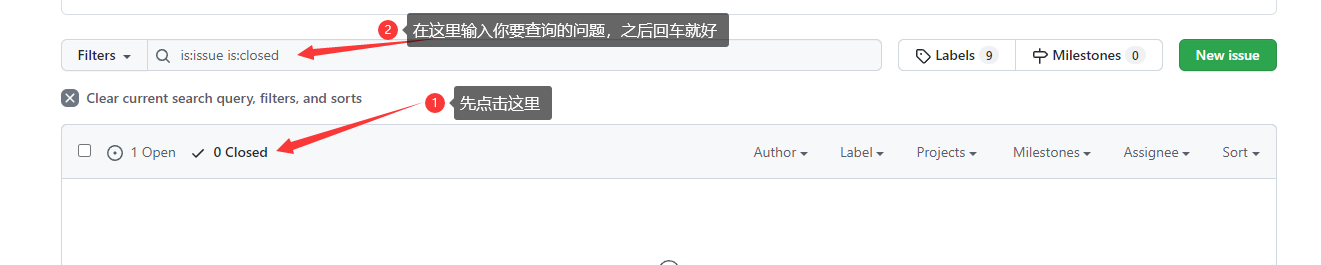 2 在这里输入你要查询的问题，之后回车就好
Filters is:issue is:closed Labels 9 Milestones 0 New issue
Clear current search query, filters, and sorts
1 先点击这里
1 Open 0 Closed Author Label Projects Milestones Assignee Sort